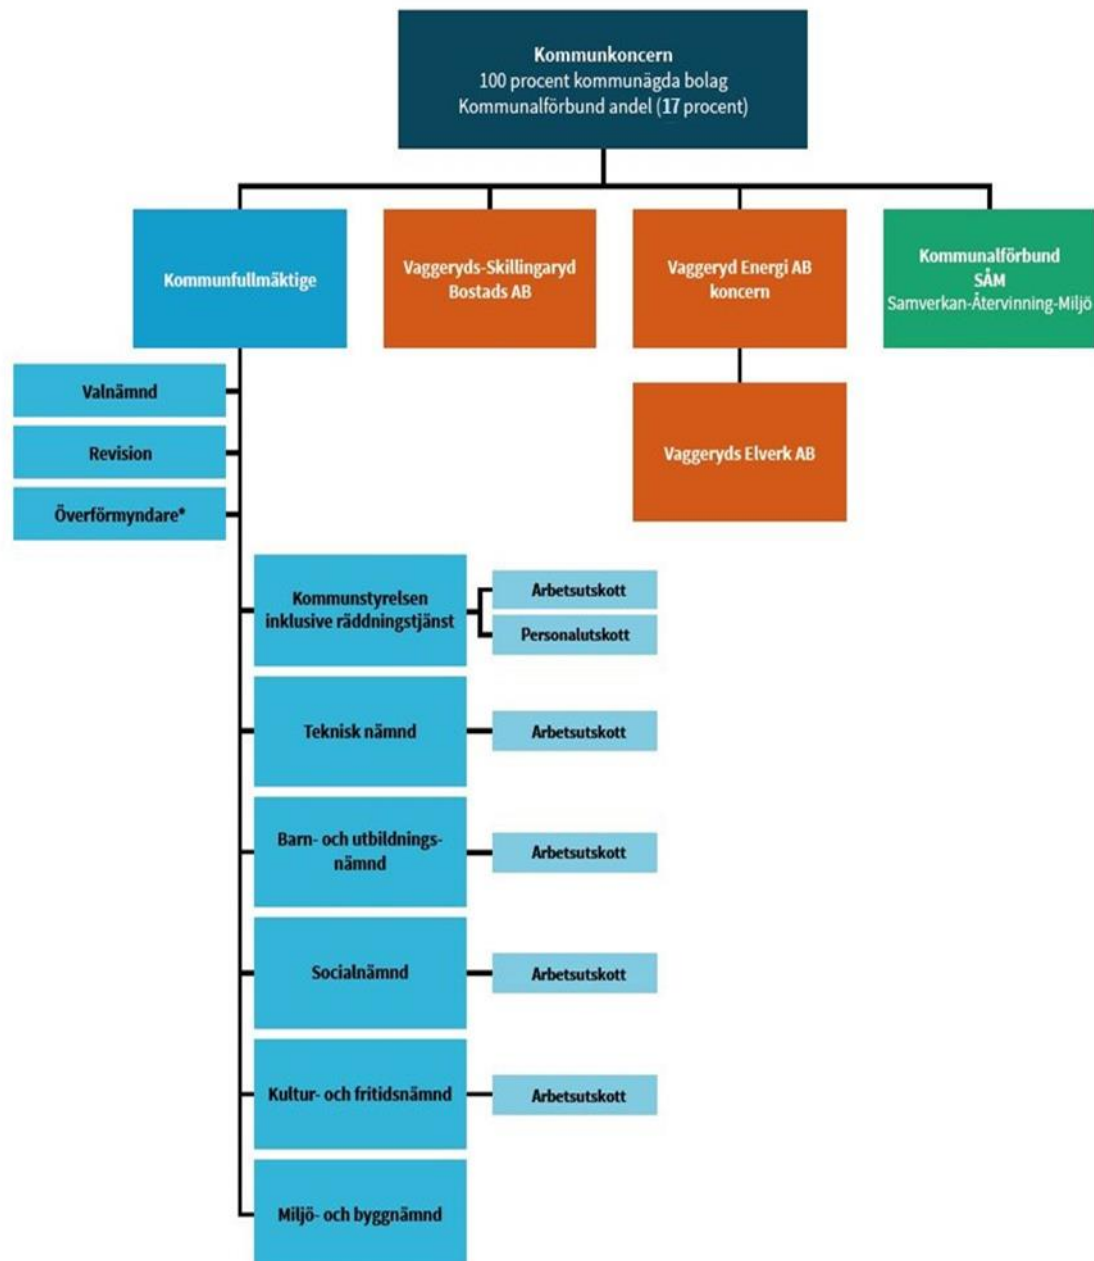 Kommunkoncern
100 procent kommunägda bolag
Kommunalförbund andel (17 procent)
Kommunfullmäktige
Vaggeryds-Skillingaryd
Bostads AB
Vaggeryd Energi AB
koncern
Kommunalförbund
SÅM
Samverkan-Återvinning-Miljö
Vaggeryds Elverk AB
Valnämnd
Revision
Överförmyndare*
Kommunstyrelsen
inklusive räddningstjänst
Arbetsutskott
Personalutskott
Teknisk nämnd
Arbetsutskott
Barn- och utbildnings-
nämnd
Arbetsutskott
Socialnämnd
Arbetsutskott
Kultur- och fritidsnämnd
Arbetsutskott
Miljö- och byggnämnd